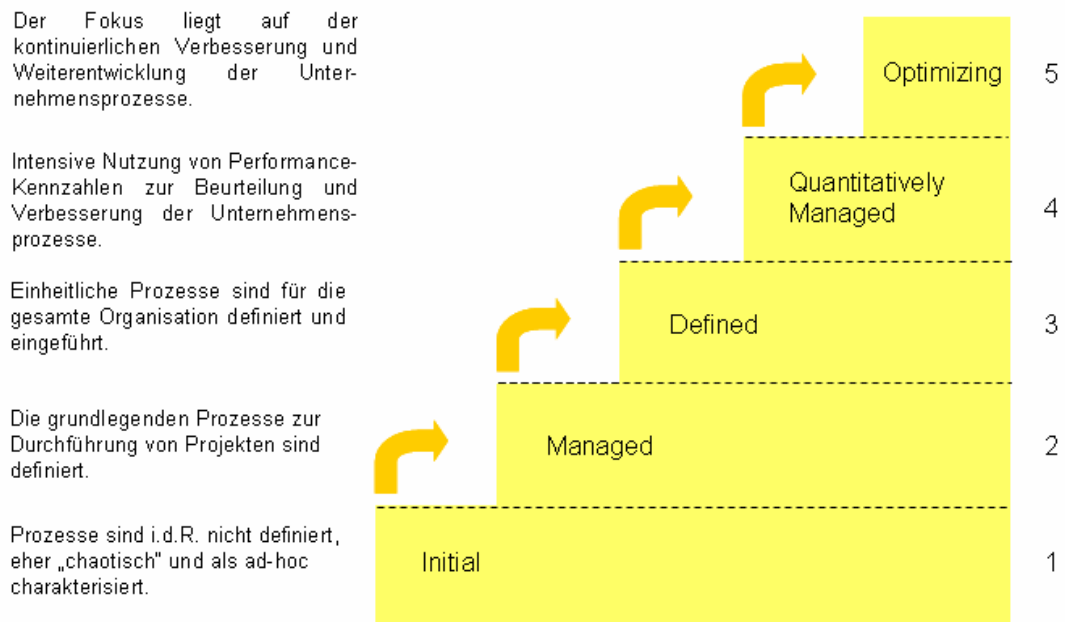 Der Fokus liegt auf der
kontinuierlichen Verbesserung und
Weiterentwicklung der Unter-
nehmensprozesse.
Optimizing
5
Intensive Nutzung von Performance-
Kennzahlen zur Beurteilung und
Verbesserung der Unternehmens-
prozesse.
Quantitatively
Managed
4
Einheitliche Prozesse sind für die
gesamte Organisation definiert und
eingeführt.
Defined
3
Die grundlegenden Prozesse zur
Durchführung von Projekten sind
definiert.
Managed
2
Prozesse sind i.d.R. nicht definiert,
eher „chaotisch" und als ad-hoc
charakterisiert.
Initial
1